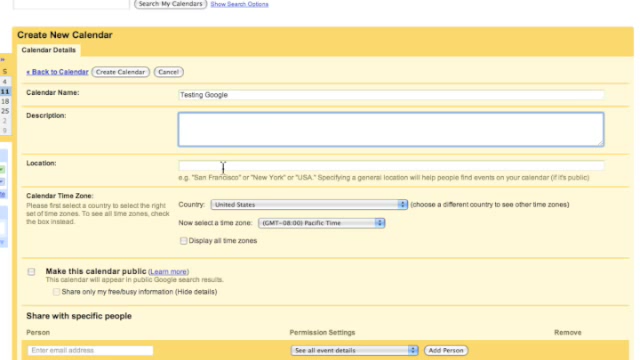 Search My Calendars Show Search Options
Create New Calendar
Calendar Details
« Back to Calendar Create Calendar Cancel
Calendar Name: Testing Google
Description:
Location:
e.g. "San Francisco" or "New York" or "USA." Specifying a general location will help people find events on your calendar (if it's public)
Calendar Time Zone:
Please first select a country to select the right
set of time zones. To see all time zones, check
the box instead.
Country: United States (choose a different country to see other time zones)
Now select a time zone: (GMT-08:00) Pacific Time
Display all time zones
Make this calendar public (Learn more)
This calendar will appear in public Google search results.
Share only my free/busy information (Hide details)
Share with specific people
Person Permission Settings Remove
Enter email address See all event details Add Person
S
4
11
18
25
2
9